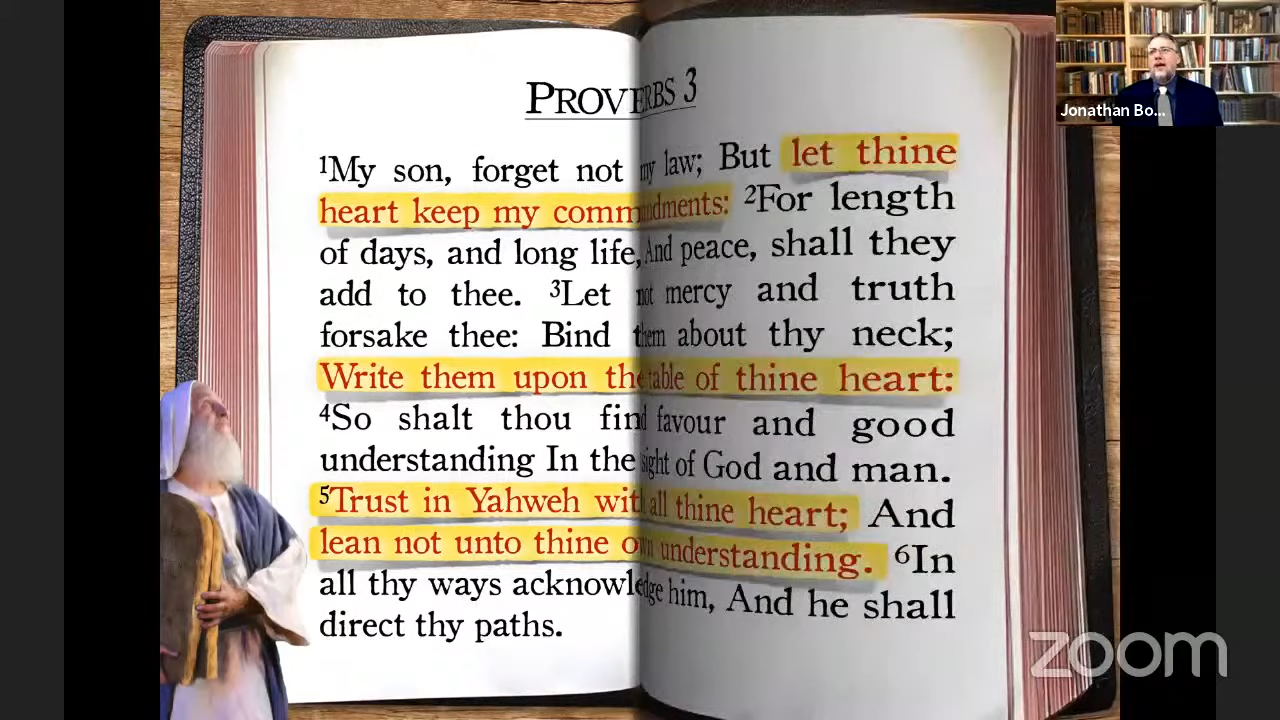 PROVERBS 3
1My son, forget not my law; But let thine
heart keep my commandments: 2For length
of days, and long life, And peace, shall they
add to thee. 3Let not mercy and truth
forsake thee: Bind them about thy neck;
Write them upon the table of thine heart:
4So shalt thou find favour and good
understanding In the sight of God and man.
5Trust in Yahweh with all thine heart; And
lean not unto thine own understanding. 6In
all thy ways acknowledge him, And he shall
direct thy paths.
Jonathan Bo...
zoom